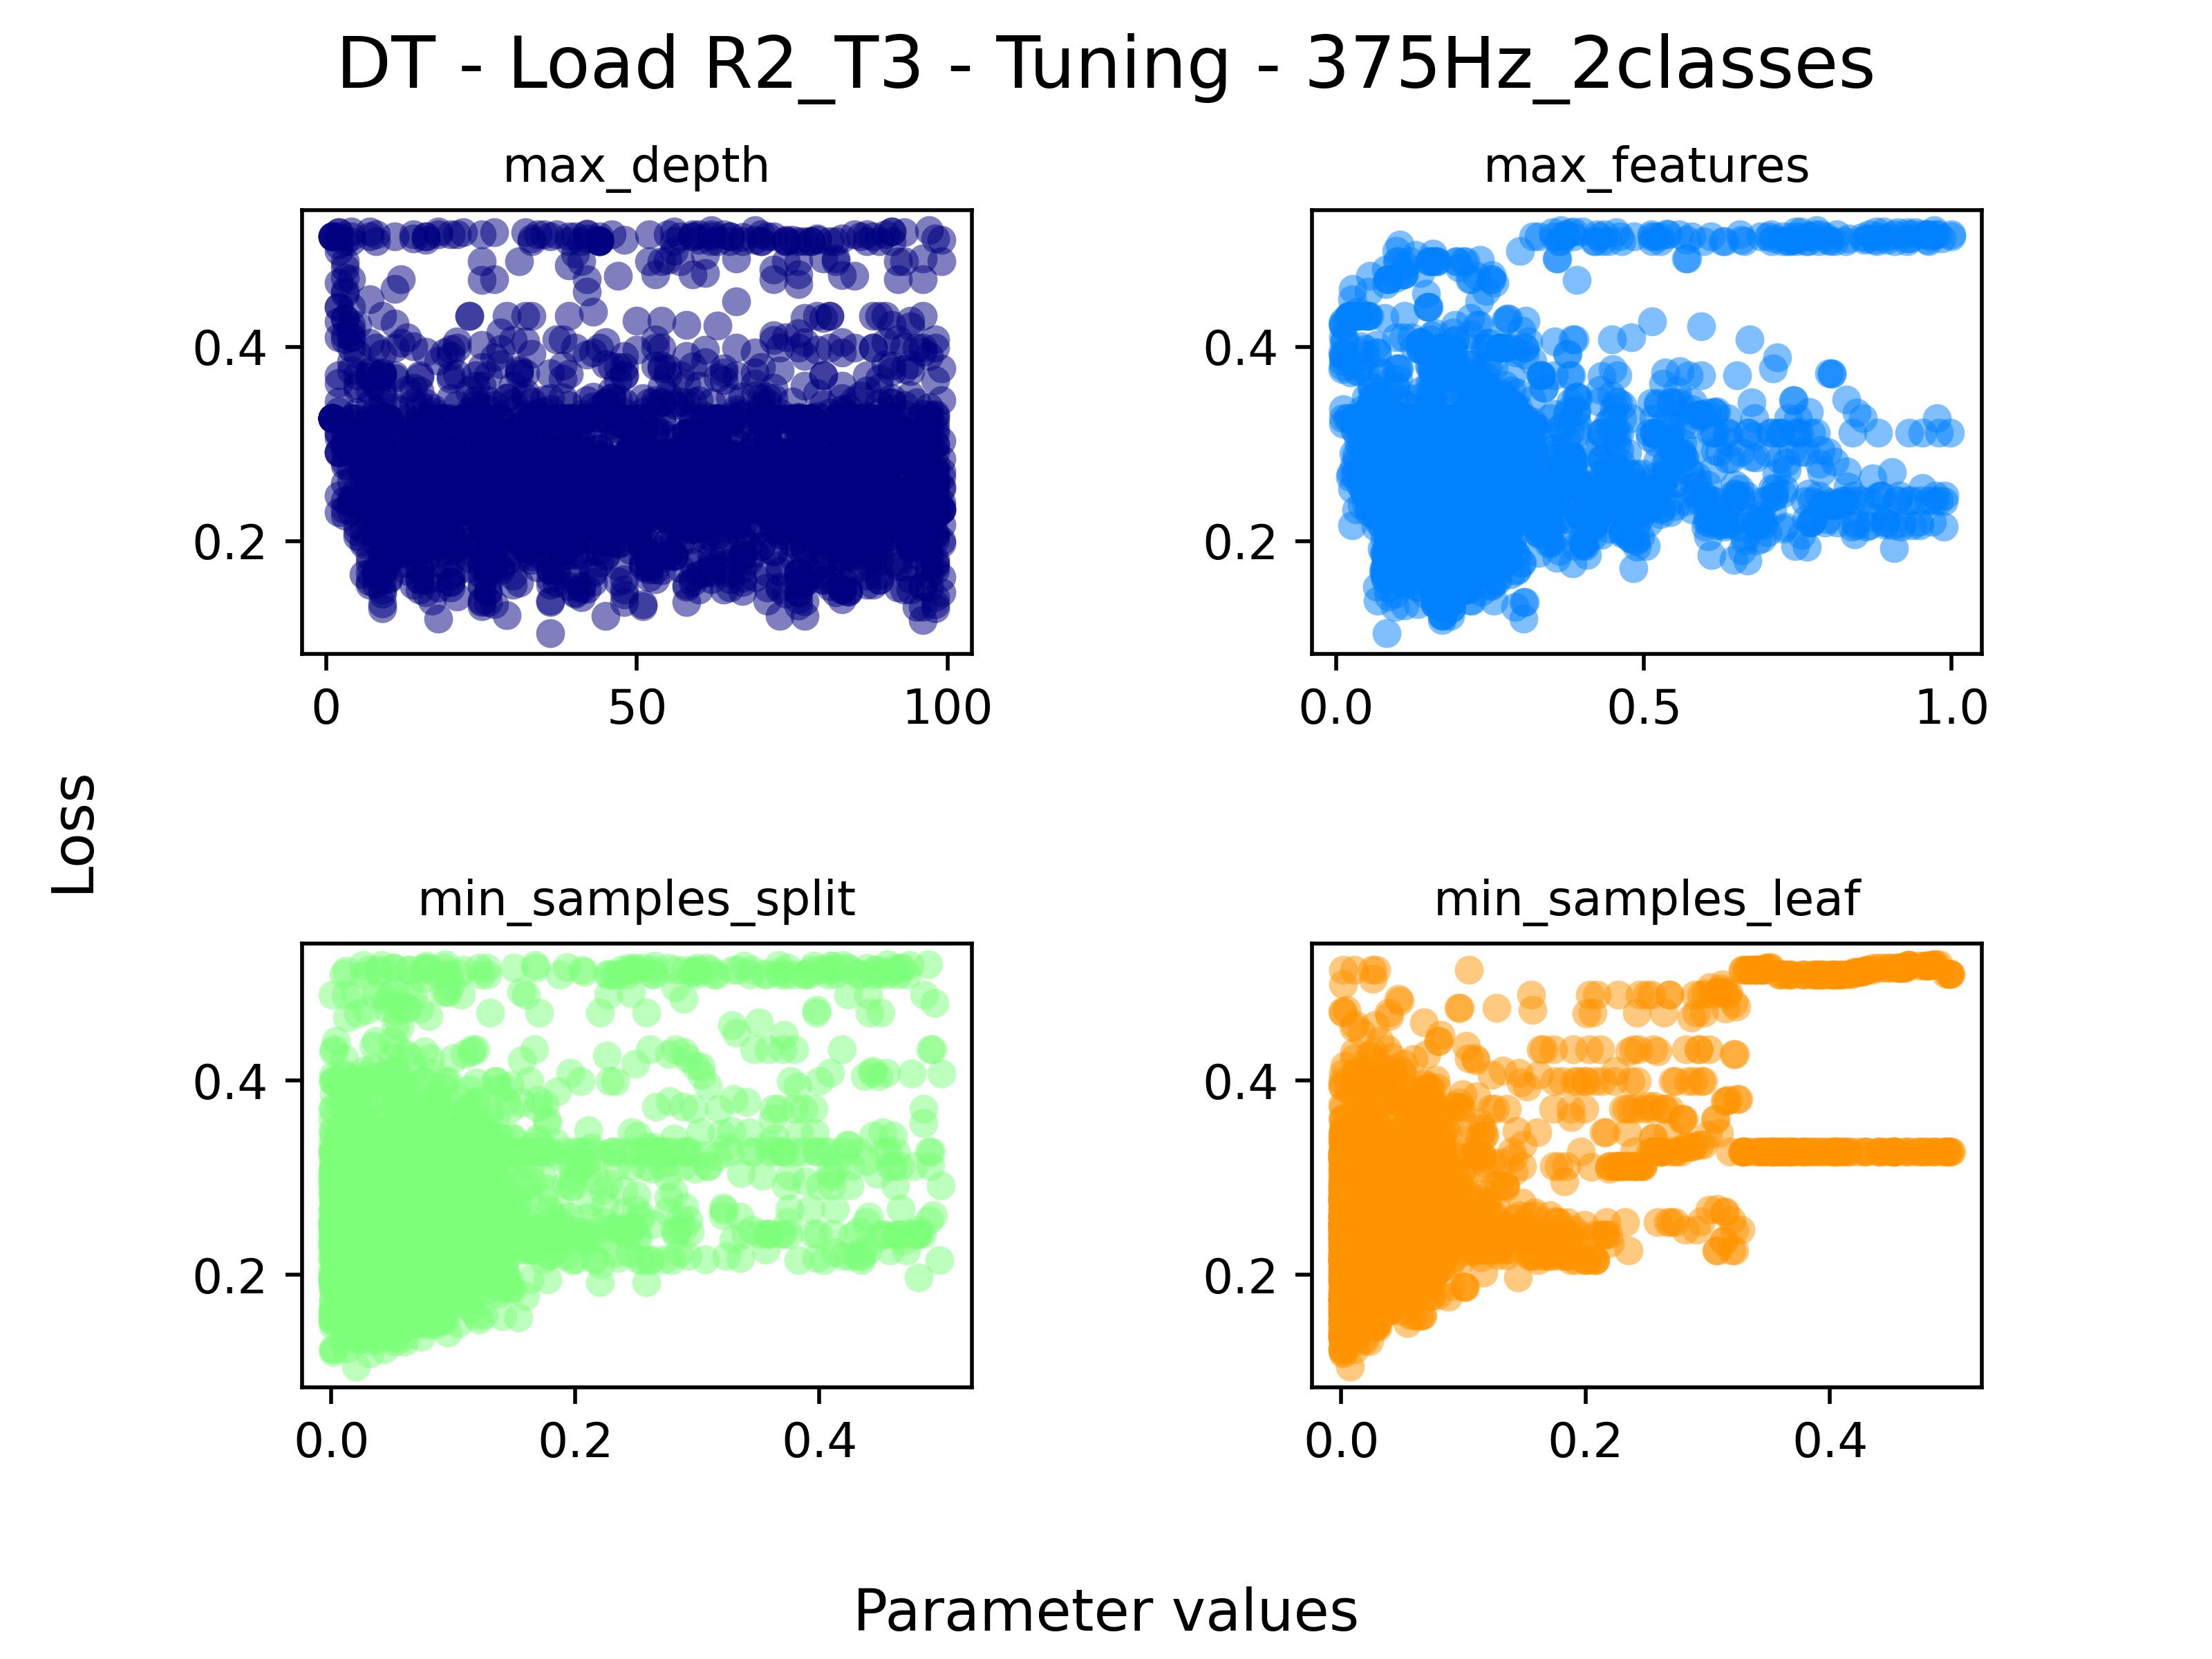 DT - Load R2_T3 - Tuning - 375Hz_2classes
max_depth
max_features
0.4
0.2
0 50 100
0.4
0.2
0.0 0.5 1.0
Loss
min_samples_split
min_samples_leaf
0.4
0.2
0.0 0.2 0.4
0.4
0.2
0.0 0.2 0.4
Parameter values